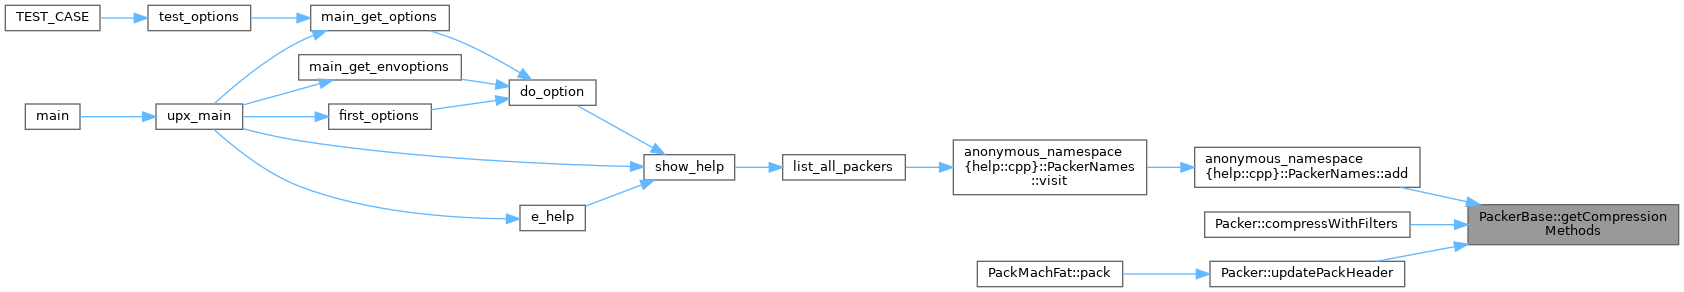 TEST_CASE
test_options
main_get_options
main_get_envoptions
do_option
main
upx_main
first_options
show_help
list_all_packers
anonymous_namespace
{help::cpp}::PackerNames
::visit
anonymous_namespace
{help::cpp}::PackerNames::add
e_help
Packer::compressWithFilters
PackerBase::getCompression
Methods
PackMachFat::pack
Packer::updatePackHeader